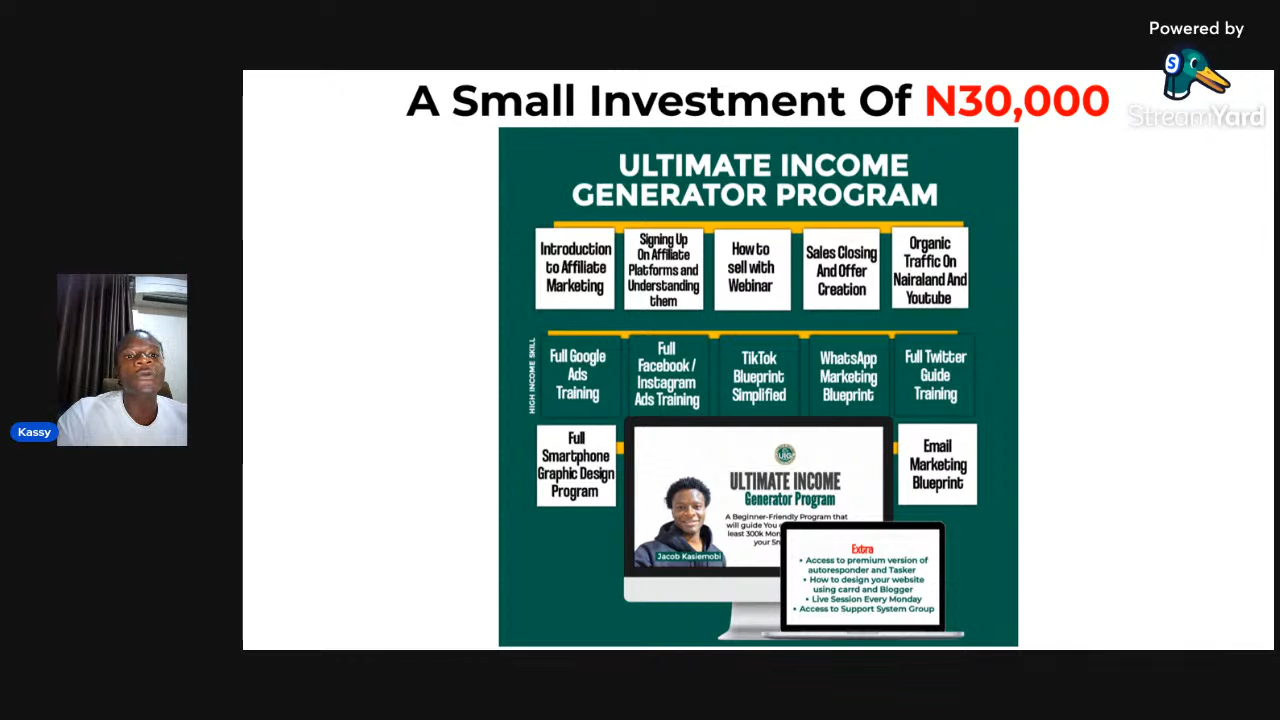 Powered by
StreamYard
A Small Investment Of N30,000
ULTIMATE INCOME
GENERATOR PROGRAM
Introduction
to Affiliate
Marketing
Signing Up
On Affiliate
Platforms and
Understanding
them
How to
sell with
Webinar
Sales Closing
And Offer
Creation
Organic
Traffic On
Nairaland And
Youtube
HIGH INCOME SKILL
Full Google
Ads
Training
Full
Facebook /
Instagram
Ads Training
TikTok
Blueprint
Simplified
WhatsApp
Marketing
Blueprint
Full Twitter
Guide
Training
Full
Smartphone
Graphic Design
Program
UIG
ULTIMATE INCOME
Generator Program
A Beginner-Friendly Program that
will guide You
least 300k
your
Jacob Kasiemobi
Email
Marketing
Blueprint
Extra
• Access to premium version of
autoresponder and Tasker
• How to design your website
using carrd and Blogger
• Live Session Every Monday
• Access to Support System Group
Kassy